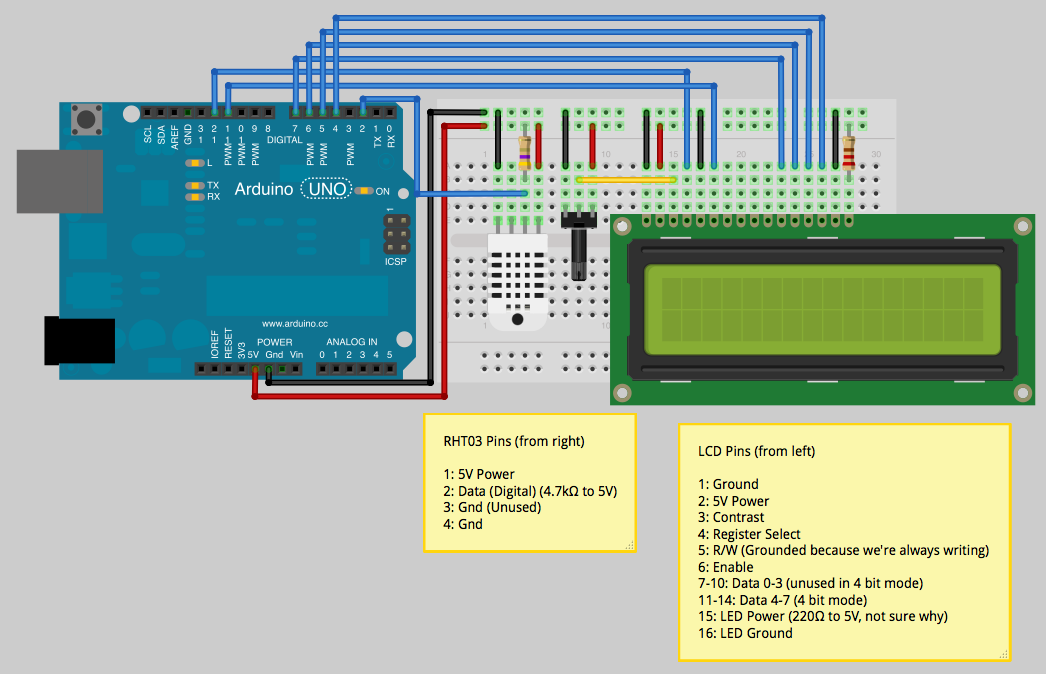 SCL
SDA
AREF
GND
13
12
PWM 11
PWM 10
PWM 9
8
DIGITAL
7
PWM 6
PWM 5
4
PWM 3
2
TX 1
RX 0
L
TX
RX
Arduino UNO
ON
1
ICSP
www.arduino.cc
POWER
ANALOG IN
IOREF
RESET
3V3
5V Gnd Vin
0 1 2 3 4 5
1
15
20
30
1
10
RHT03 Pins (from right)
1: 5V Power
2: Data (Digital) (4.7kΩ to 5V)
3: Gnd (Unused)
4: Gnd
LCD Pins (from left)
1: Ground
2: 5V Power
3: Contrast
4: Register Select
5: R/W (Grounded because we're always writing)
6: Enable
7-10: Data 0-3 (unused in 4 bit mode)
11-14: Data 4-7 (4 bit mode)
15: LED Power (220Ω to 5V, not sure why)
16: LED Ground